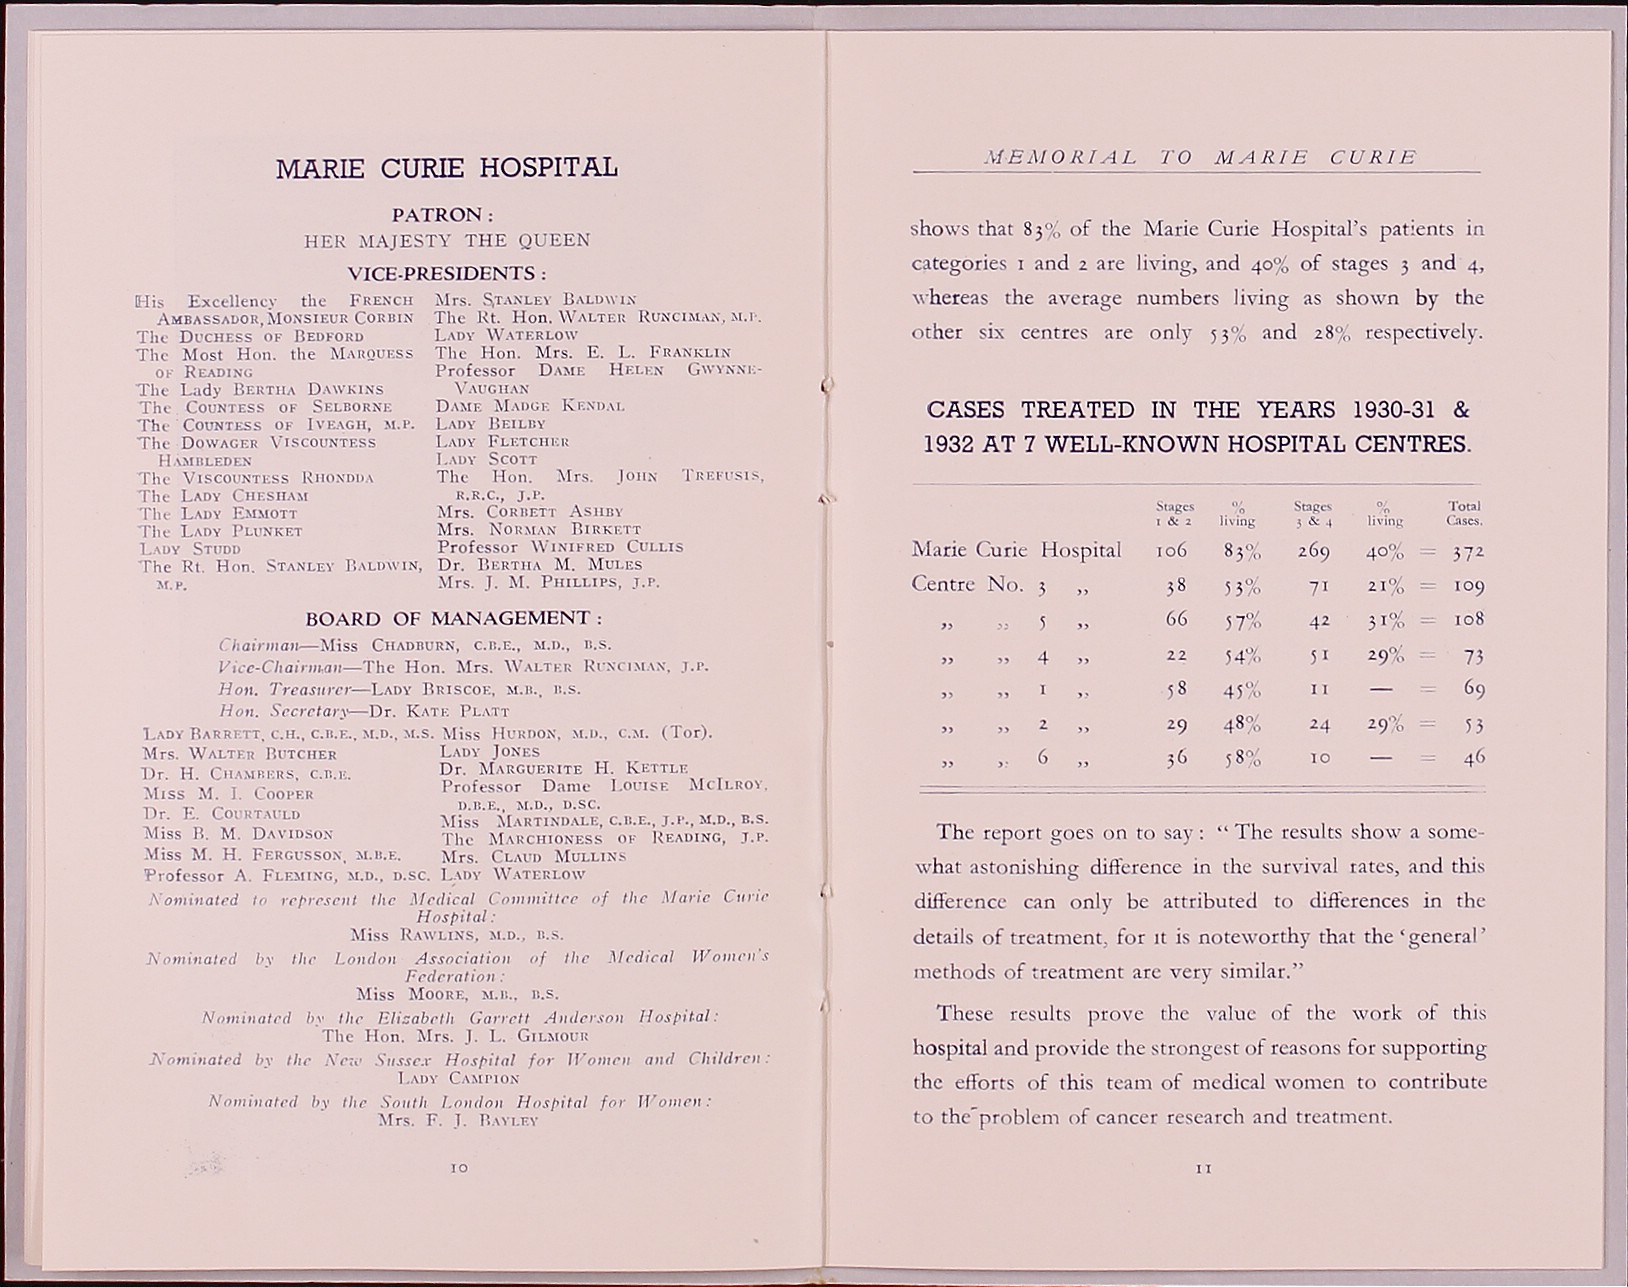 MARIE CURIE HOSPITAL
PATRON :
HER MAJESTY THE QUEEN
VICE-PRESIDENTS :
His Excellency the FRENCH
AMBASSADOR, MONSIEUR CORBIN
The DUCHESS OF BEDFORD
The Most Hon. the MARQUESS
OF READING
The Lady BERTHA DAWKINS
The COUNTESS OF SELBORNE
The COUNTESS OF IVEAGH, M.P.
The DOWAGER VISCOUNTESS
HAMBLEDEN
The VISCOUNTESS RHONDDA
The LADY CHESHAM
The LADY EMMOTT
The LADY PLUNKET
LADY STUDD
The Rt. Hon. STANLEY BALDWIN,
M.P.
Mrs. STANLEY BALDWIN
The Rt. Hon. WALTER RUNCIMAN, M.P.
LADY WATERLOW
The Hon. Mrs. E. L. FRANKLIN
Professor DAME HELEN GWYNNE-
VAUGHAN
DAME MADGE KENDAL
LADY BEILBY
LADY FLETCHER
LADY SCOTT
The Hon. Mrs. JOHN TREFUSIS,
R.R.C., J.P.
Mrs. CORBETT ASHBY
Mrs. NORMAN BIRKETT
Professor WINIFRED CULLIS
Dr. BERTHA M. MULES
Mrs. J. M. PHILLIPS, J.P.
BOARD OF MANAGEMENT :
Chairman—Miss CHADBURN, C.B.E., M.D., B.S.
Vice-Chairman—The Hon. Mrs. WALTER RUNCIMAN, J.P.
Hon. Treasurer—LADY BRISCOE, M.B., B.S.
Hon. Secretary—Dr. KATE PLATT
LADY BARRETT, C.H., C.B.E., M.D., M.S.
Mrs. WALTER BUTCHER
Dr. H. CHAMBERS, C.B.E.
Miss M. I. COOPER
Dr. E. COURTAULD
Miss B. M. DAVIDSON
Miss M. H. FERGUSSON, M.B.E.
Professor A. FLEMING, M.D., D.SC.
Miss HURDON, M.D., C.M. (Tor).
LADY JONES
Dr. MARGUERITE H. KETTLE
Professor Dame LOUISE MCILROY,
D.B.E., M.D., D.SC.
Miss MARTINDALE, C.B.E., J.P., M.D., B.S.
The MARCHIONESS OF READING, J.P.
Mrs. CLAUD MULLINS
LADY WATERLOW
Nominated to represent the Medical Committee of the Marie Curie
Hospital:
Miss RAWLINS, M.D., B.S.
Nominated by the London Association of the Medical Women's
Federation:
Miss MOORE, M.B., B.S.
Nominated by the Elizabeth Garrett Anderson Hospital:
The Hon. Mrs. J. L. GILMOUR
Nominated by the New Sussex Hospital for Women and Children:
LADY CAMPION
Nominated by the South London Hospital for Women:
Mrs. F. J. BAYLEY
10
MEMORIAL TO MARIE CURIE
shows that 83% of the Marie Curie Hospital's patients in
categories 1 and 2 are living, and 40% of stages 3 and 4,
whereas the average numbers living as shown by the
other six centres are only 53% and 28% respectively.
CASES TREATED IN THE YEARS 1930-31 &
1932 AT 7 WELL-KNOWN HOSPITAL CENTRES.
Stages 1 & 2 % living Stages 3 & 4 % living Total Cases.
Marie Curie Hospital 106 83% 269 40% = 372
Centre No. 3 „ 38 53% 71 21% = 109
„ „ 5 „ 66 57% 42 31% = 108
„ „ 4 „ 22 54% 51 29% = 73
„ „ 1 „ 58 45% 11 — = 69
„ „ 2 „ 29 48% 24 29% = 53
„ „ 6 „ 36 58% 10 — = 46
The report goes on to say : “ The results show a some-
what astonishing difference in the survival rates, and this
difference can only be attributed to differences in the
details of treatment, for it is noteworthy that the ‘general’
methods of treatment are very similar.”
These results prove the value of the work of this
hospital and provide the strongest of reasons for supporting
the efforts of this team of medical women to contribute
to the problem of cancer research and treatment.
11